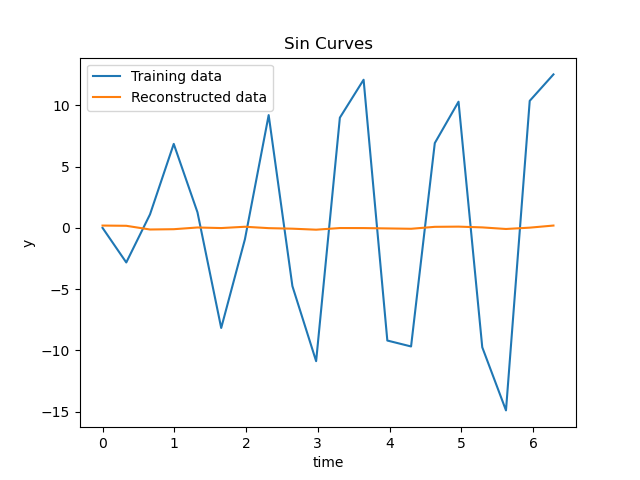 Sin Curves
Training data
Reconstructed data
10
5
0
−5
−10
−15
y
0 1 2 3 4 5 6
time